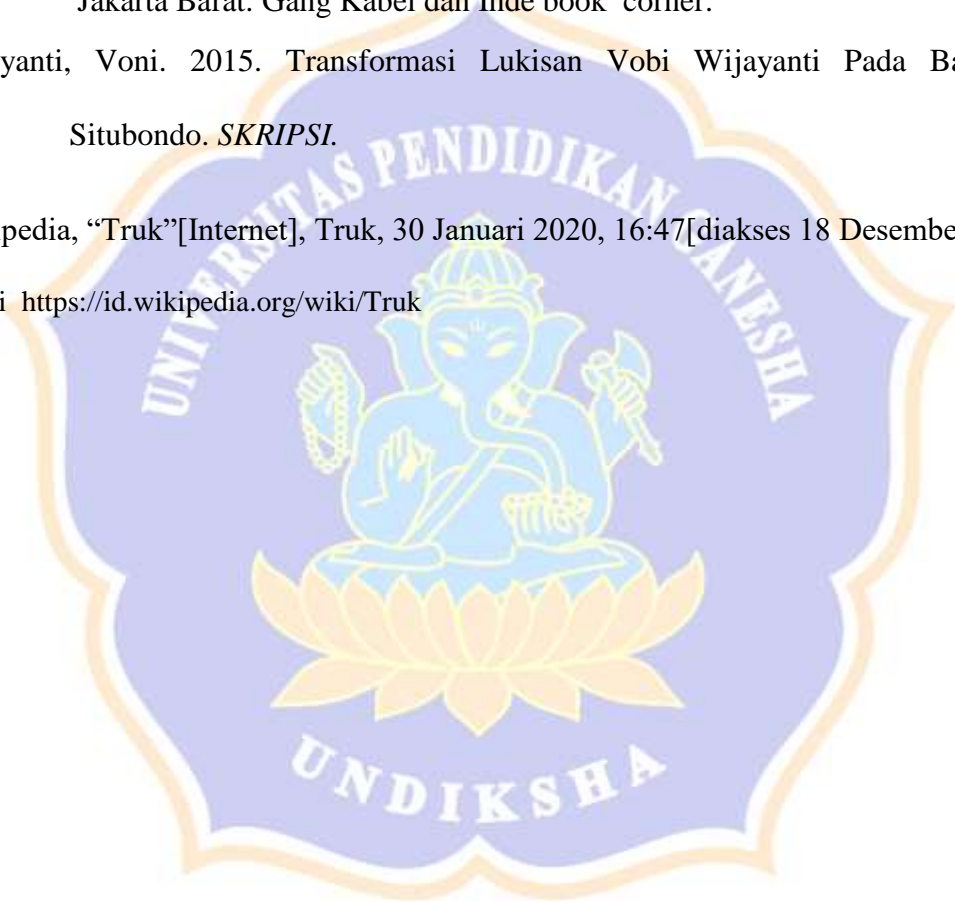 Jakarta Barat. Gang Kabel dan Inde book corner.
yanti, Voni. 2015. Transformasi Lukisan Vobi Wijayanti Pada Ba
Situbondo. SKRIPSI.
ipedia, “Truk”[Internet], Truk, 30 Januari 2020, 16:47[diakses 18 Desembe
i https://id.wikipedia.org/wiki/Truk
UNIVERSITAS PENDIDIKAN GANESHA
UNDIKSHA